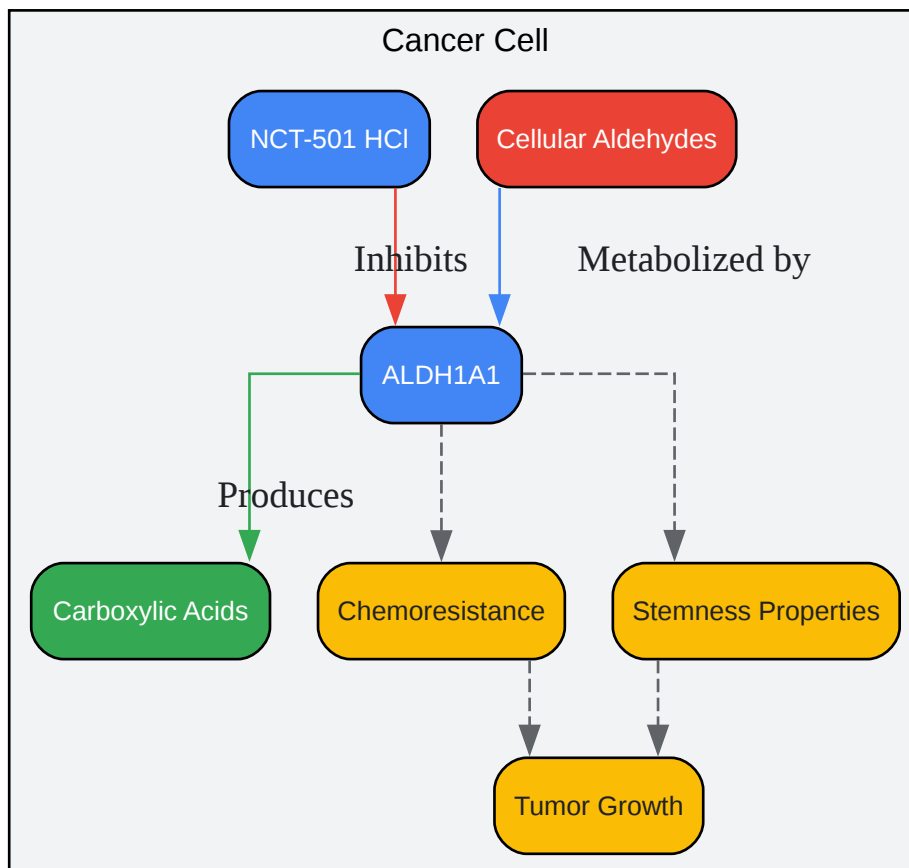 Cancer Cell
NCT-501 HCl
Cellular Aldehydes
Inhibits
Metabolized by
ALDH1A1
Produces
Carboxylic Acids
Chemoresistance
Stemness Properties
Tumor Growth